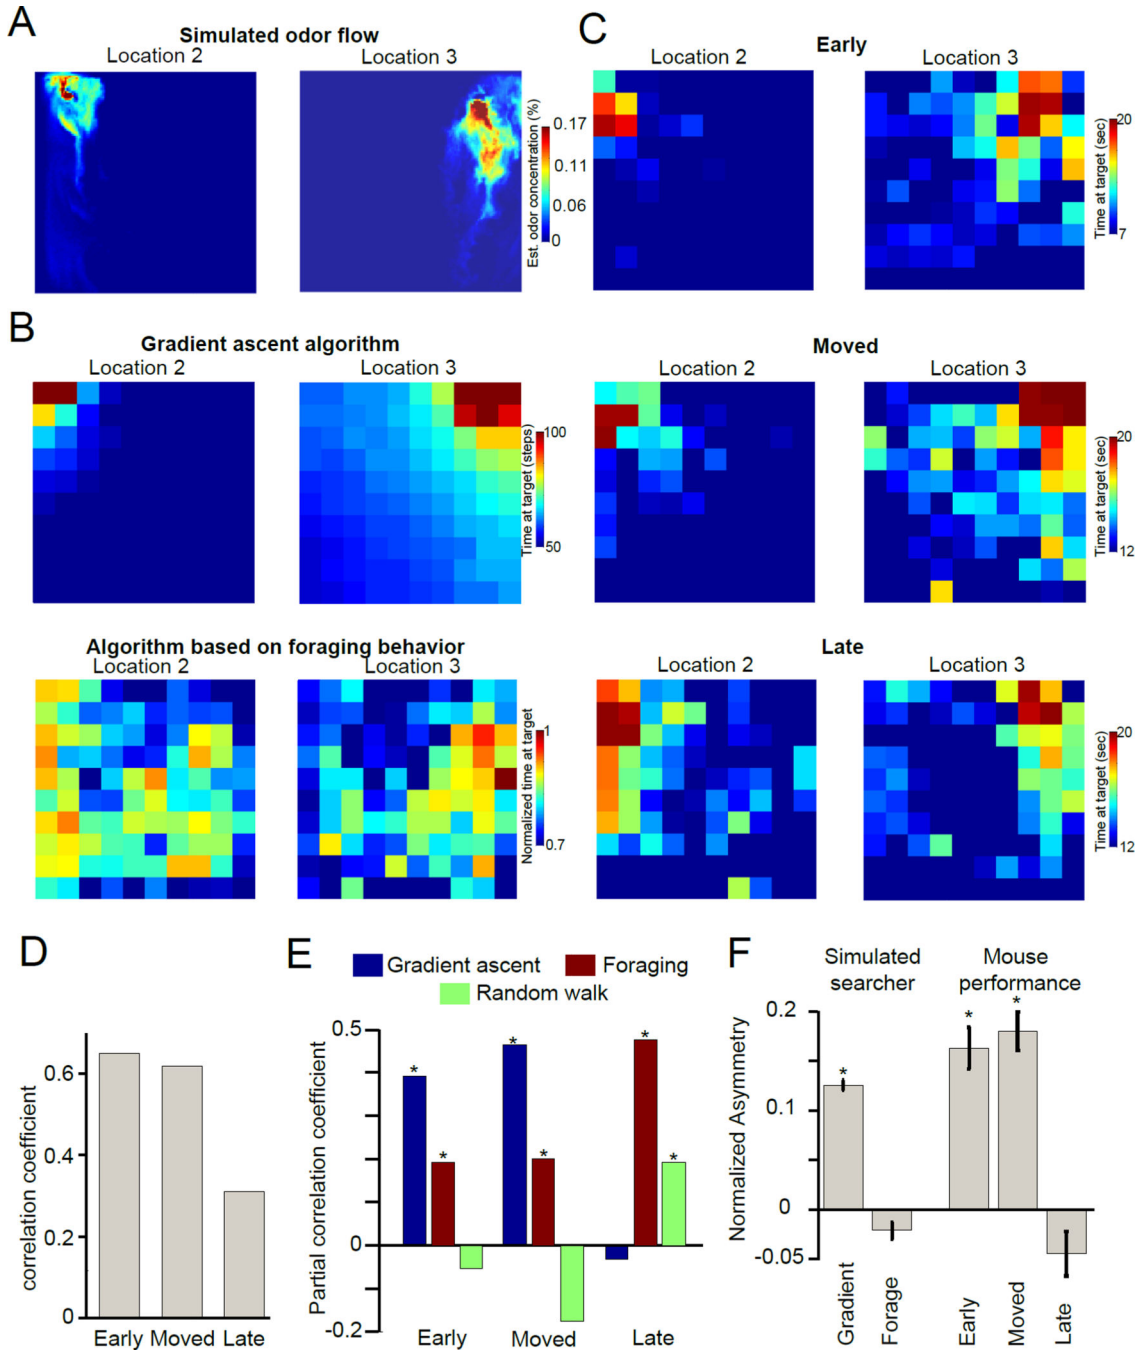 A
Simulated odor flow
Location 2
Location 3
Est. odor concentration (%)
0.17
0.11
0.06
0
B
Gradient ascent algorithm
Location 2
Location 3
Time at target (steps)
100
50
Algorithm based on foraging behavior
Location 2
Location 3
Normalized time at target
1
0.7
C
Early
Location 2
Location 3
Time at target (sec)
20
7
Moved
Location 2
Location 3
Time at target (sec)
20
12
Late
Location 2
Location 3
Time at target (sec)
20
12
D
correlation coefficient
0.6
0.4
0.2
0
Early Moved Late
E
Gradient ascent
Foraging
Random walk
Partial correlation coefficient
0.5
0
-0.2
* * * * * *
Early Moved Late
F
Simulated searcher
Mouse performance
Normalized Asymmetry
0.2
0.1
0
-0.05
* * *
Gradient
Forage
Early
Moved
Late